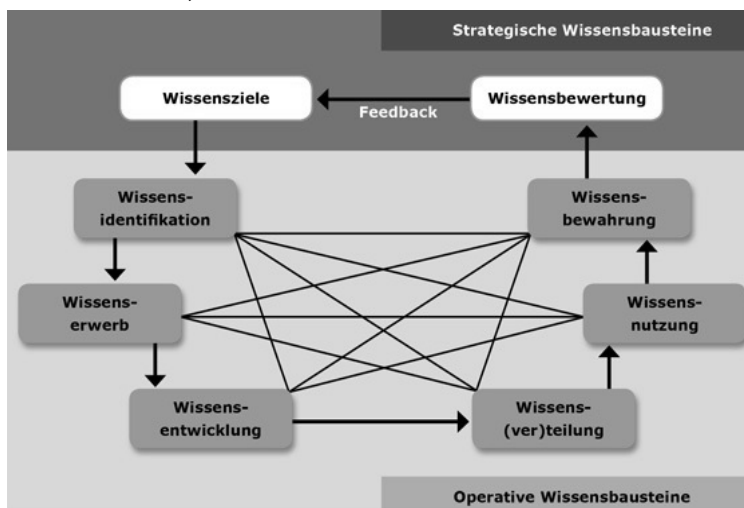 Strategische Wissensbausteine
Wissensziele
Wissensbewertung
Feedback
Wissens-
identifikation
Wissens-
bewahrung
Wissens-
erwerb
Wissens-
nutzung
Wissens-
entwicklung
Wissens-
(ver)teilung
Operative Wissensbausteine